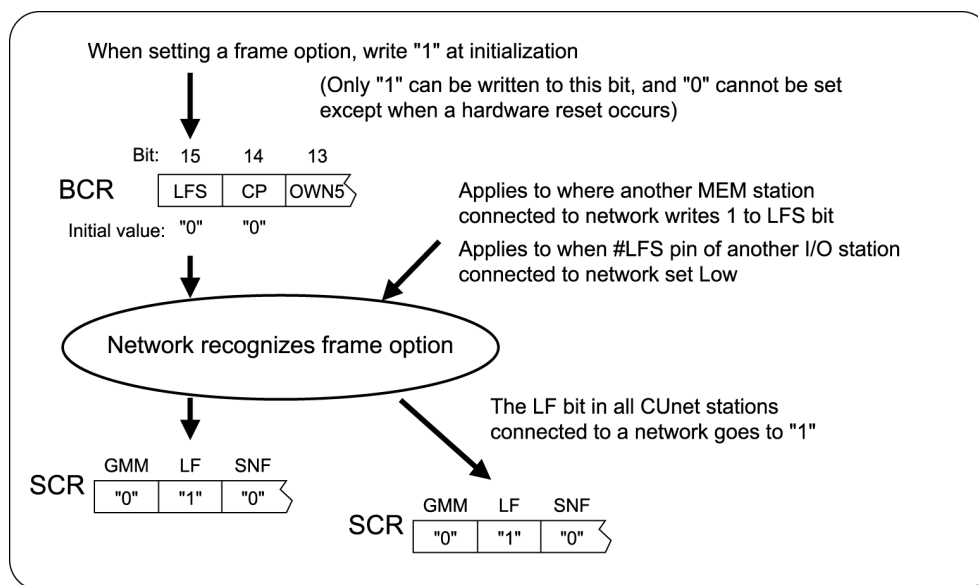 When setting a frame option, write "1" at initialization
(Only "1" can be written to this bit, and "0" cannot be set
except when a hardware reset occurs)
Bit: 15 14 13
BCR LFS CP OWN5
Initial value: "0" "0"
Applies to where another MEM station
connected to network writes 1 to LFS bit
Applies to when #LFS pin of another I/O station
connected to network set Low
Network recognizes frame option
The LF bit in all CUnet stations
connected to a network goes to "1"
GMM LF SNF
SCR "0" "1" "0"
GMM LF SNF
SCR "0" "1" "0"